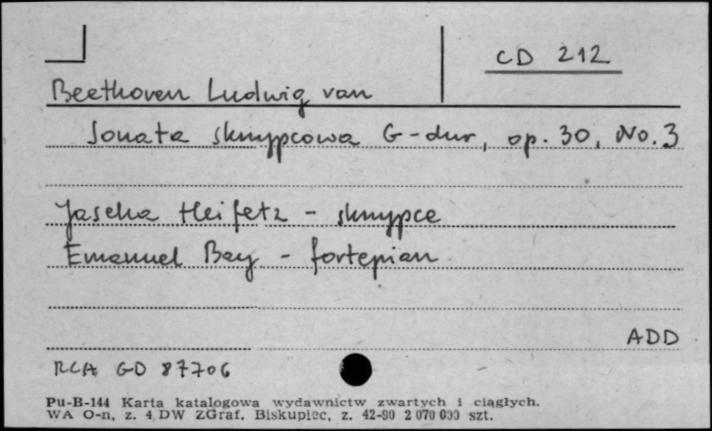 CD 212
Beethoven Ludwig van
Sonata skrzypcowa G-dur, op. 30, No. 3
Jascha Heifetz - skrzypce
Emanuel Bay - fortepian
ADD
RCA GD 87706
Pu-B-144 Karta katalogowa wydawnictw zwartych i ciągłych.
WA O-n, z. 4, DW ZGraf. Biskupiec, z. 42-80 2 070 000 szt.